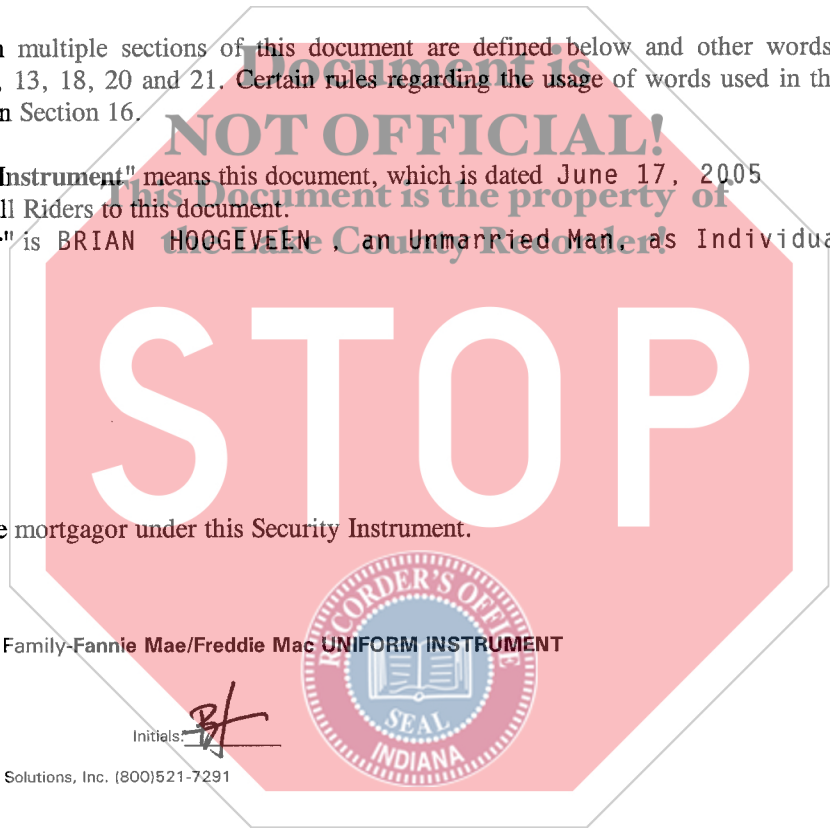 multiple sections of this document are defined below and other words
, 13, 18, 20 and 21. Certain rules regarding the usage of words used in th
n Section 16.
Document is
NOT OFFICIAL!
This Document is the property of
the Lake County Recorder!
Instrument" means this document, which is dated June 17, 2005
ll Riders to this document.
" is BRIAN HOOGEVEEN , an Unmarried Man, as Individua
STOP
e mortgagor under this Security Instrument.
RECORDER'S OFFICE
SEAL
INDIANA
Family-Fannie Mae/Freddie Mac UNIFORM INSTRUMENT
Initials:
Solutions, Inc. (800)521-7291